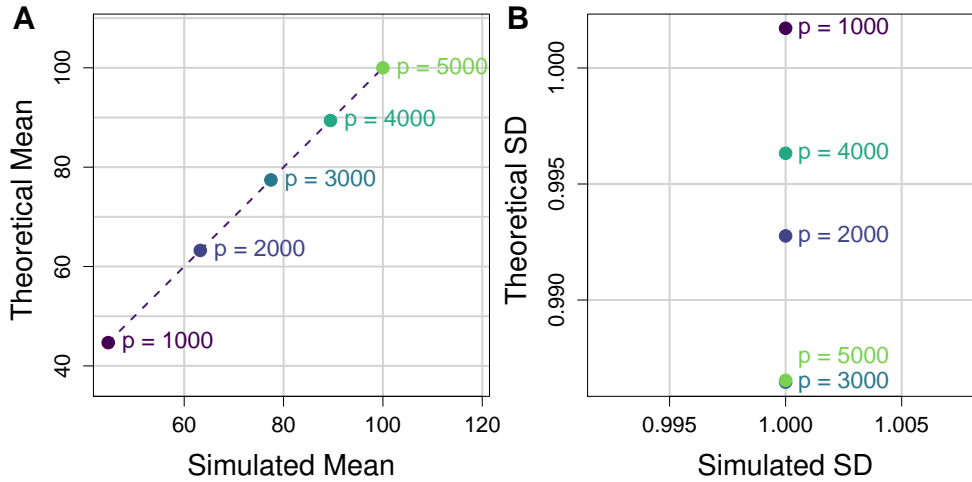 A
Theoretical Mean
100
80
60
40
p = 5000
p = 4000
p = 3000
p = 2000
p = 1000
60
80
100
120
Simulated Mean
B
Theoretical SD
1.000
0.995
0.990
p = 1000
p = 4000
p = 2000
p = 5000
p = 3000
0.995
1.000
1.005
Simulated SD